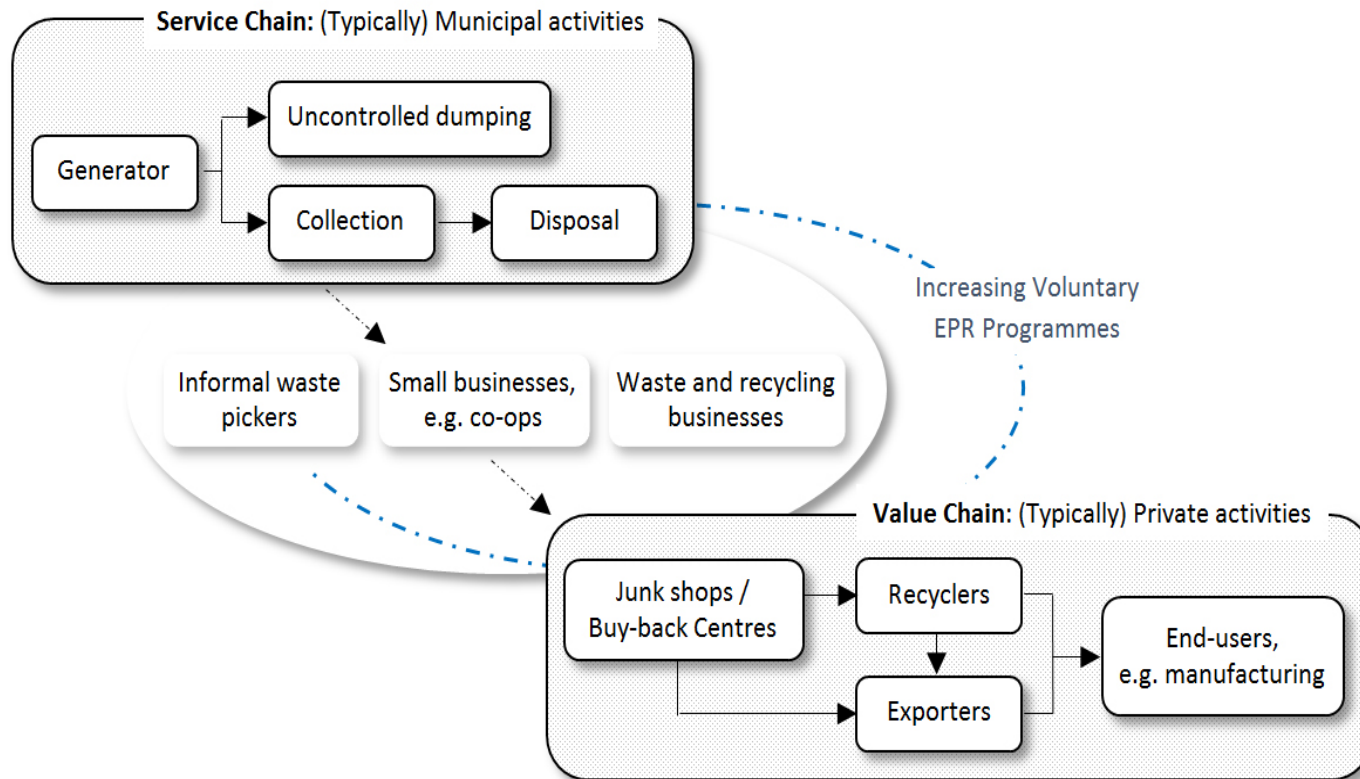 Service Chain: (Typically) Municipal activities
Uncontrolled dumping
Generator
Collection
Disposal
Increasing Voluntary
EPR Programmes
Informal waste
pickers
Small businesses,
e.g. co-ops
Waste and recycling
businesses
Value Chain: (Typically) Private activities
Junk shops /
Buy-back Centres
Recyclers
Exporters
End-users,
e.g. manufacturing